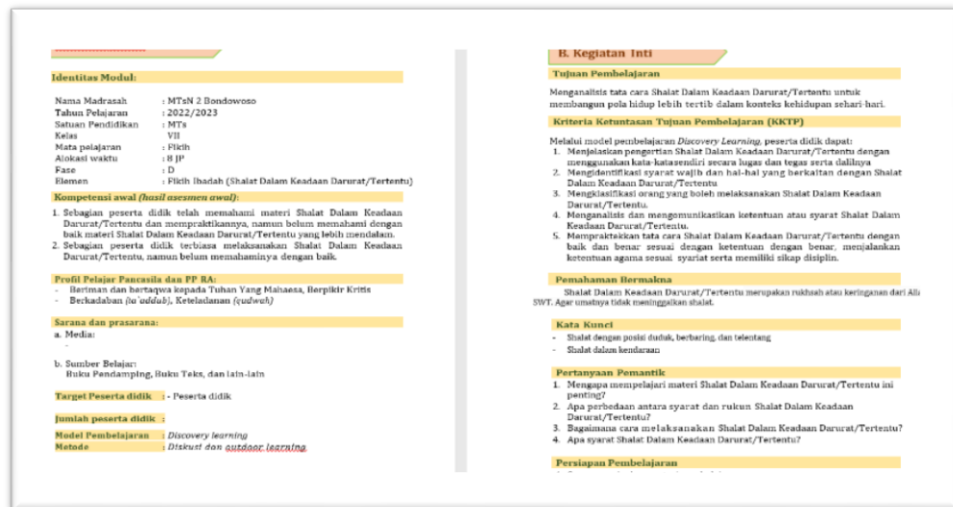 Identitas Modul:
Nama Madrasah : MTsN 2 Bondowoso
Tahun Pelajaran : 2022/2023
Satuan Pendidikan : MTs
Kelas VII
Mata pelajaran : Fikih
Alokasi waktu : 8 JP
Fase : D
Elemen : Fikih Ibadah (Shalat Dalam Keadaan Darurat/Tertentu)
Kompetensi awal (hasil asesmen awal):
1. Sebagian peserta didik telah memahami materi Shalat Dalam Keadaan
Darurat/Tertentu dan mempraktikannya, namun belum memahami dengan
baik materi Shalat Dalam Keadaan Darurat/Tertentu yang lebih mendalam.
2. Sebagian peserta didik terbiasa melaksanakan Shalat Dalam Keadaan
Darurat/Tertentu, namun belum memahaminya dengan baik.
Profil Pelajar Pancasila dan PP RA:
- Beriman dan bertaqwa kepada Tuhan Yang Mahaesa, Berpikir Kritis
- Berkadaban (ta'addub), Keteladanan (qudwah)
Sarana dan prasarana:
a. Media:
-
b. Sumber Belajar:
Buku Pendamping, Buku Teks, dan lain-lain
Target Peserta didik : - Peserta didik
Jumlah peserta didik :
Model Pembelajaran : Discovery learning
Metode : Diskusi dan outdoor learning
B. Kegiatan Inti
Tujuan Pembelajaran
Menganalisis tata cara Shalat Dalam Keadaan Darurat/Tertentu untuk
membangun pola hidup lebih tertib dalam konteks kehidupan sehari-hari.
Kriteria Ketuntasan Tujuan Pembelajaran (KKTP)
Melalui model pembelajaran Discovery Learning, peserta didik dapat:
1. Menjelaskan pengertian Shalat Dalam Keadaan Darurat/Tertentu dengan
menggunakan kata-katasendiri secara lugas dan tegas serta dalilnya
2. Mengidentifikasi syarat wajib dan hal-hal yang berkaitan dengan Shalat
Dalam Keadaan Darurat/Tertentu
3. Mengklasifikasi orang yang boleh melaksanakan Shalat Dalam Keadaan
Darurat/Tertentu.
4. Menganalisis dan mengomunikasikan ketentuan atau syarat Shalat Dalam
Keadaan Darurat/Tertentu.
5. Mempraktekkan tata cara Shalat Dalam Keadaan Darurat/Tertentu dengan
baik dan benar sesuai dengan ketentuan dengan benar, menjalankan
ketentuan agama sesuai syariat serta memiliki sikap disiplin.
Pemahaman Bermakna
Shalat Dalam Keadaan Darurat/Tertentu merupakan rukhsah atau keringanan dari
SWT. Agar umatnya tidak meninggalkan shalat.
Kata Kunci
- Shalat dengan posisi duduk, berbaring, dan telentang
- Shalat dalam kendaraan
Pertanyaan Pemantik
1. Mengapa mempelajari materi Shalat Dalam Keadaan Darurat/Tertentu ini
penting?
2. Apa perbedaan antara syarat dan rukun Shalat Dalam Keadaan
Darurat/Tertentu?
3. Bagaimana cara melaksanakan Shalat Dalam Keadaan Darurat/Tertentu?
4. Apa syarat Shalat Dalam Keadaan Darurat/Tertentu?
Persiapan Pembelajaran